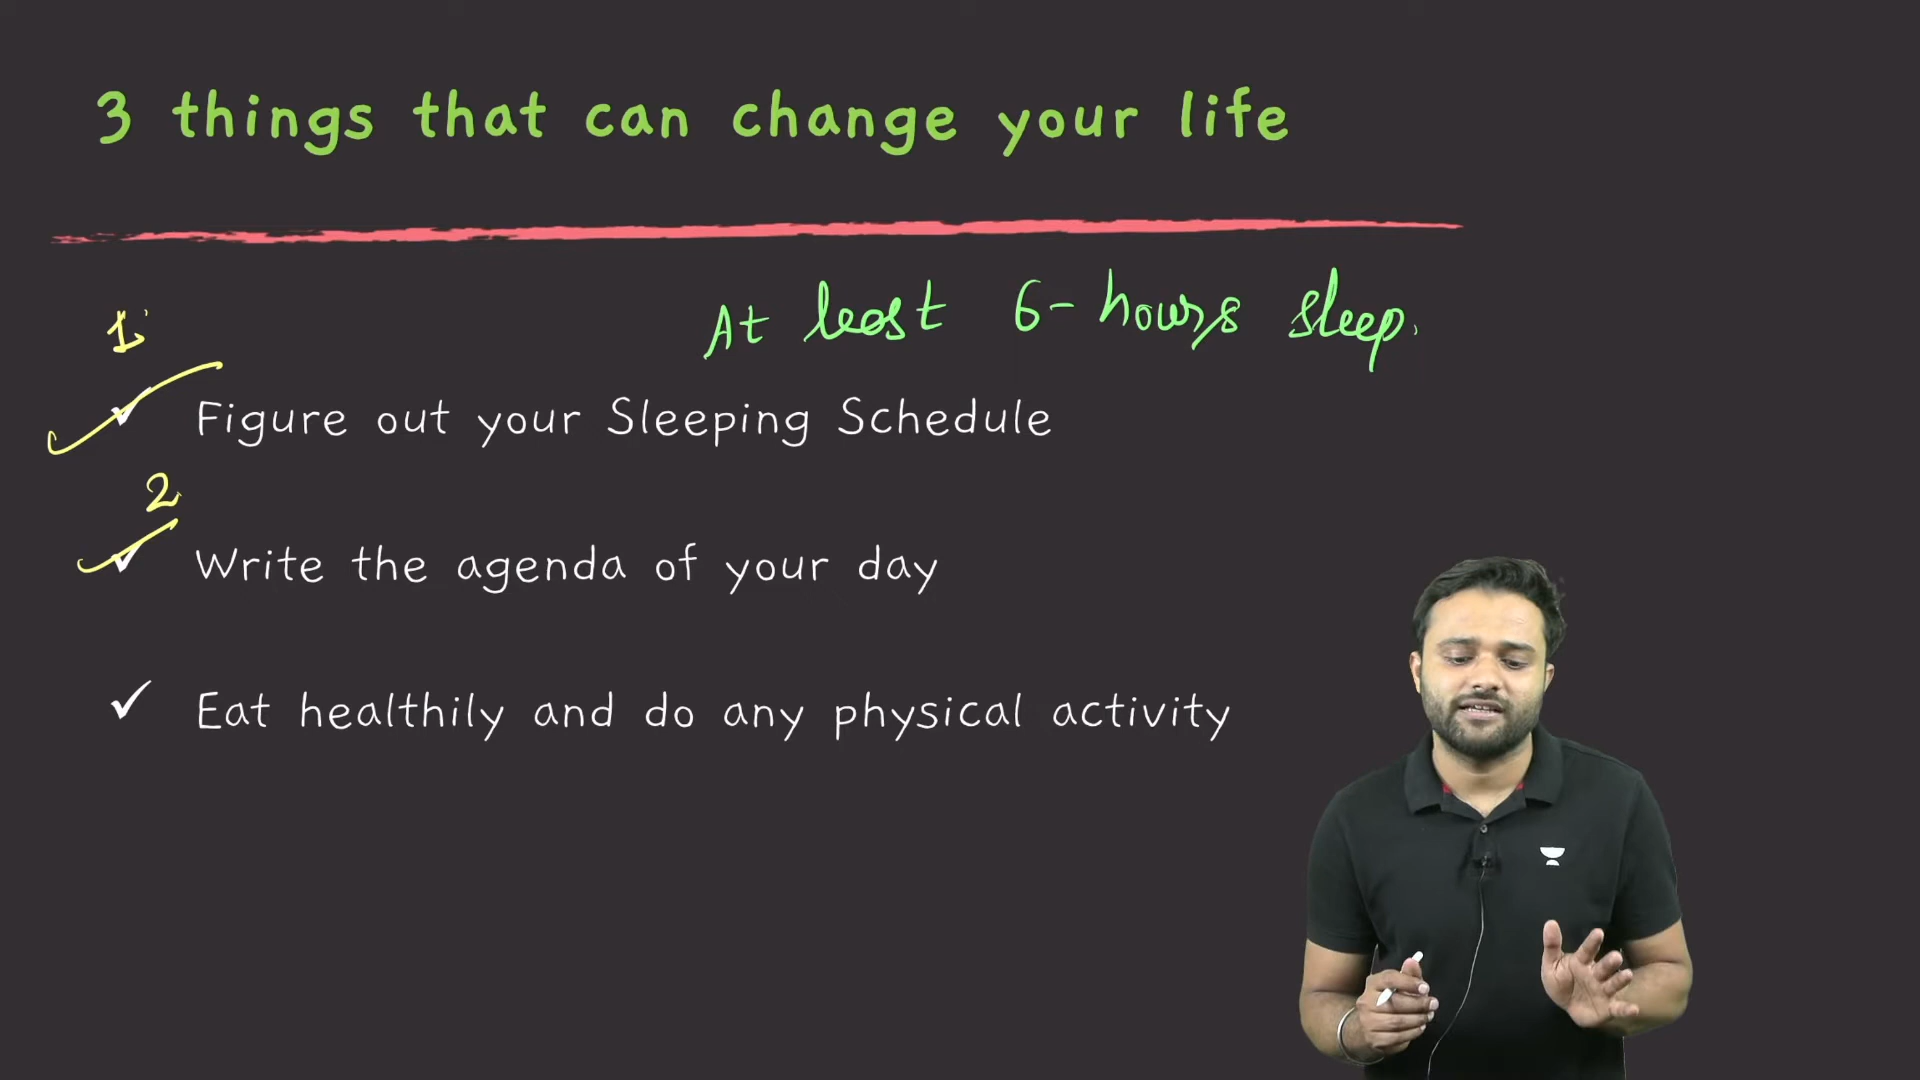 3 things that can change your life
At least 6-hours sleep.
1.
Figure out your Sleeping Schedule
2
Write the agenda of your day
Eat healthily and do any physical activity